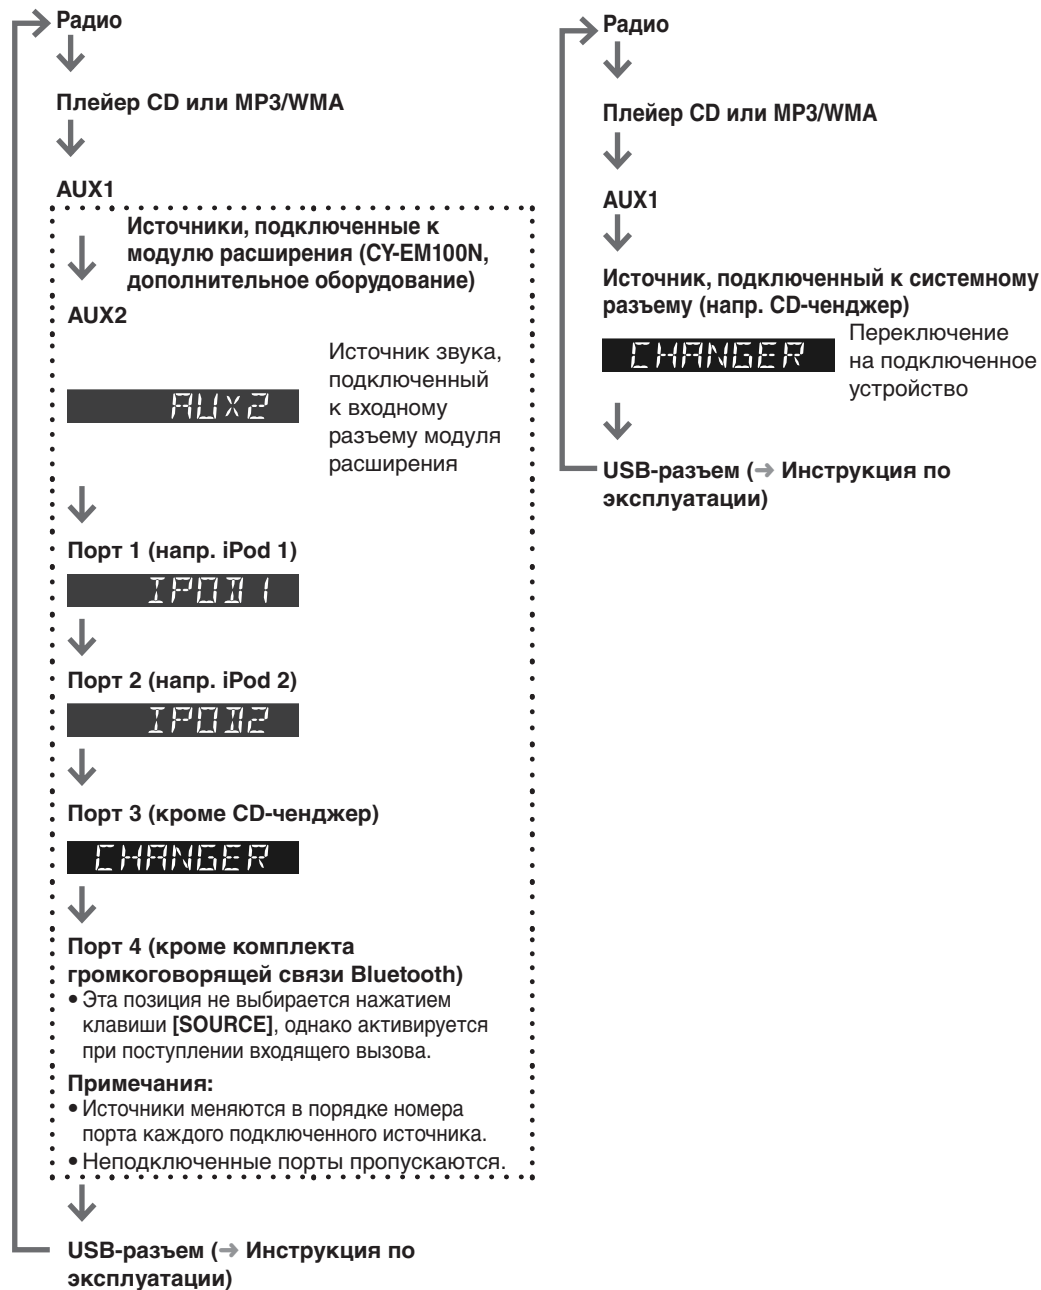 Радио
Плейер CD или MP3/WMA
AUX1
Источники, подключенные к
модулю расширения (CY-EM100N,
дополнительное оборудование)
AUX2
AUX2
Источник звука,
подключенный
к входному
разъему модуля
расширения
Порт 1 (напр. iPod 1)
IPOD1
Порт 2 (напр. iPod 2)
IPOD2
Порт 3 (кроме CD-ченджер)
CHANGER
Порт 4 (кроме комплекта
громкоговорящей связи Bluetooth)
• Эта позиция не выбирается нажатием
клавиши [SOURCE], однако активируется
при поступлении входящего вызова.
Примечания:
• Источники меняются в порядке номера
порта каждого подключенного источника.
• Неподключенные порты пропускаются.
USB-разъем (➜ Инструкция по
эксплуатации)
Радио
Плейер CD или MP3/WMA
AUX1
Источник, подключенный к системному
разъему (напр. CD-ченджер)
CHANGER
Переключение
на подключенное
устройство
USB-разъем (➜ Инструкция по
эксплуатации)